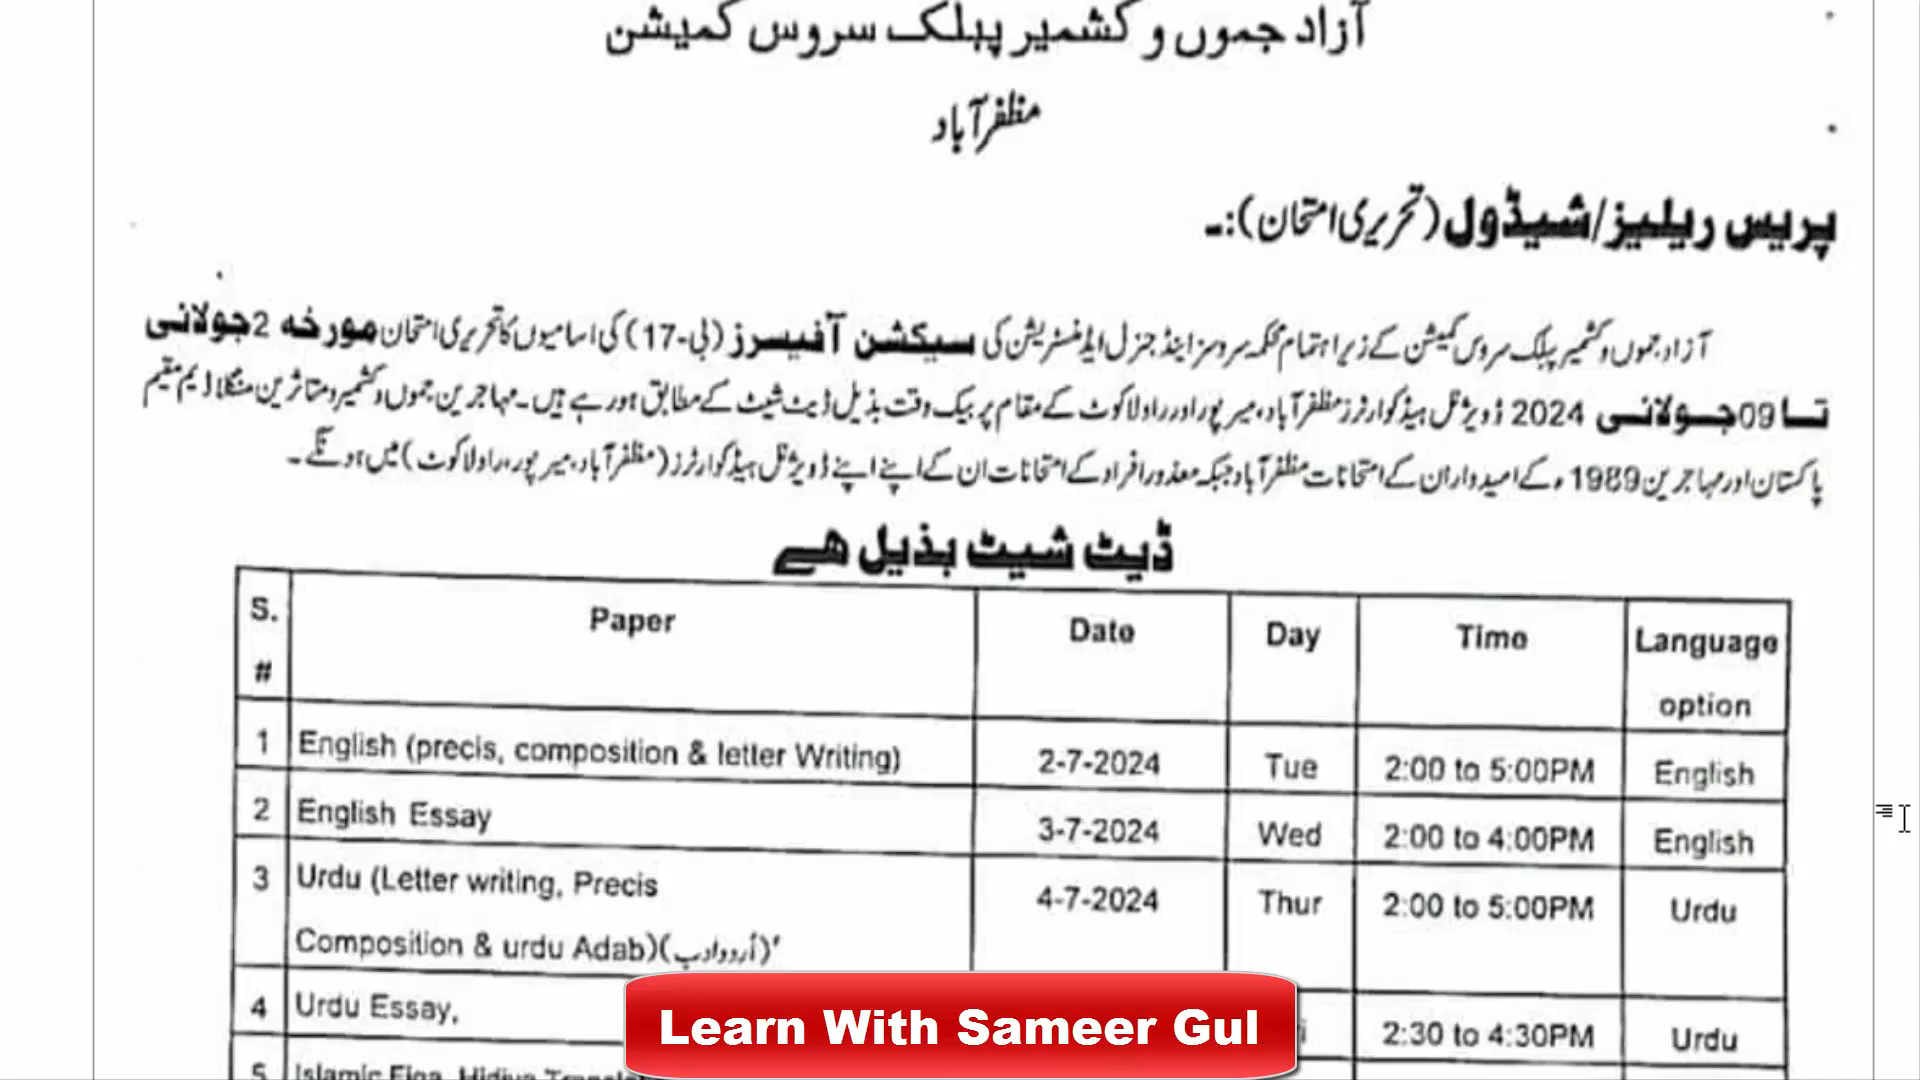 آزاد جموں و کشمیر پبلک سروس کمیشن
مظفرآباد
پریس ریلیز/شیڈول (تحریری امتحان):۔
آزاد جموں و کشمیر پبلک سروس کمیشن کے زیر اہتمام محکمہ سروسز اینڈ جنرل ایڈمنسٹریشن کی سیکشن آفیسرز (بی-17) کی اسامیوں کا تحریری امتحان مورخہ 2جولائی
تا 09جولائی 2024 ڈویژنل ہیڈکوارٹرز مظفرآباد، میرپور اور راولاکوٹ کے مقام پر بیک وقت بذیل ڈیٹ شیٹ کے مطابق ہو رہے ہیں۔ مہاجرین جموں و کشمیر و متاثرین منگلا ڈیم مقیم
پاکستان اور مہاجرین 1989ء کے امیدواران کے امتحانات مظفرآباد جبکہ معذور افراد کے امتحانات ان کے اپنے اپنے ڈویژنل ہیڈکوارٹرز (مظفرآباد، میرپور، راولاکوٹ) میں ہونگے۔
ڈیٹ شیٹ بذیل ھے
S. # Paper Date Day Time Language option
1 English (precis, composition & letter Writing) 2-7-2024 Tue 2:00 to 5:00PM English
2 English Essay 3-7-2024 Wed 2:00 to 4:00PM English
3 Urdu (Letter writing, Precis 4-7-2024 Thur 2:00 to 5:00PM Urdu
Composition & urdu Adab)(اُردو ادب)'
4 Urdu Essay, 2:30 to 4:30PM Urdu
5 Islamic
Learn With Sameer Gul